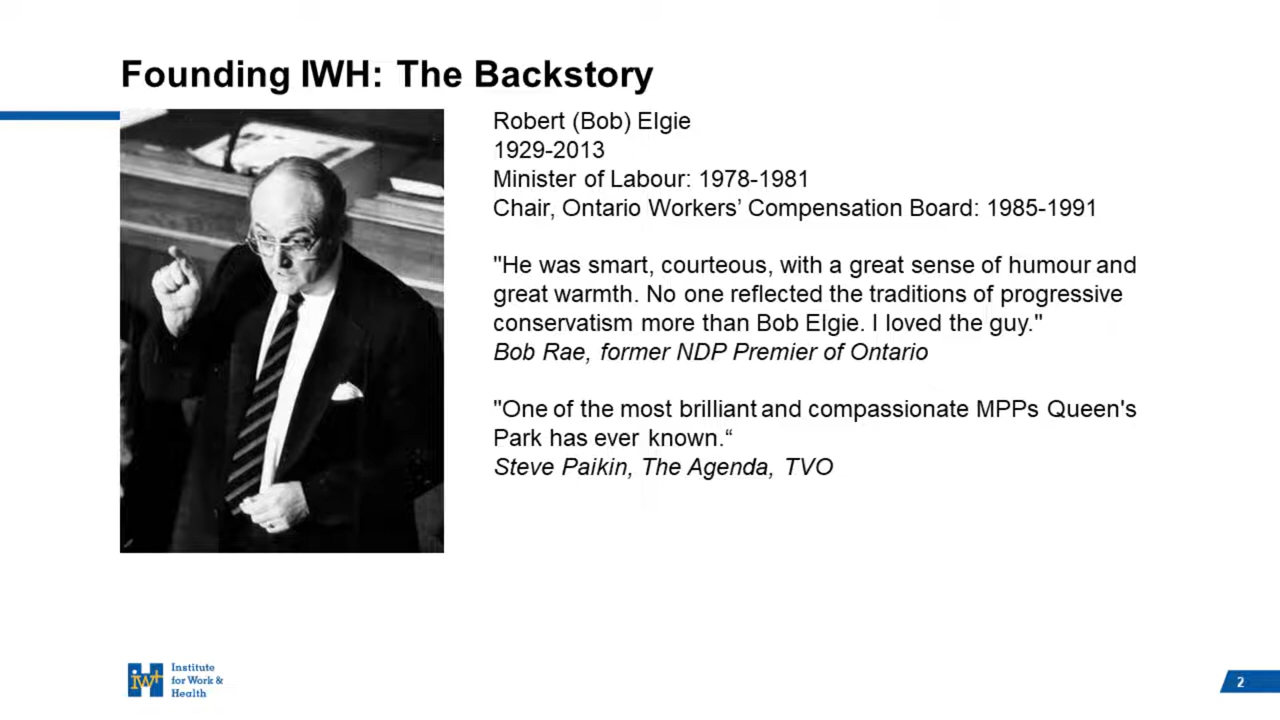 Founding IWH: The Backstory
Robert (Bob) Elgie
1929-2013
Minister of Labour: 1978-1981
Chair, Ontario Workers’ Compensation Board: 1985-1991
"He was smart, courteous, with a great sense of humour and
great warmth. No one reflected the traditions of progressive
conservatism more than Bob Elgie. I loved the guy."
Bob Rae, former NDP Premier of Ontario
"One of the most brilliant and compassionate MPPs Queen's
Park has ever known.“
Steve Paikin, The Agenda, TVO
iw+
Institute
for Work &
Health
2